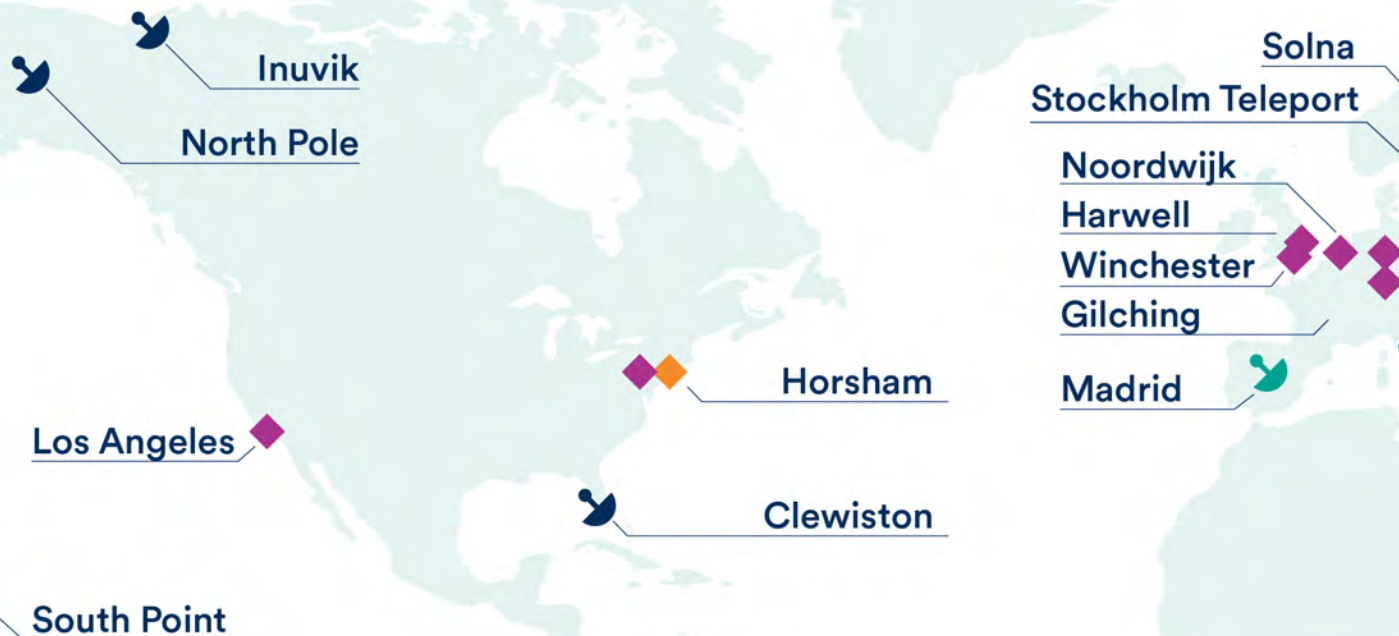 Inuvik
North Pole
Los Angeles
Horsham
Clewiston
South Point
Solna
Stockholm Teleport
Noordwijk
Harwell
Winchester
Gilching
Madrid